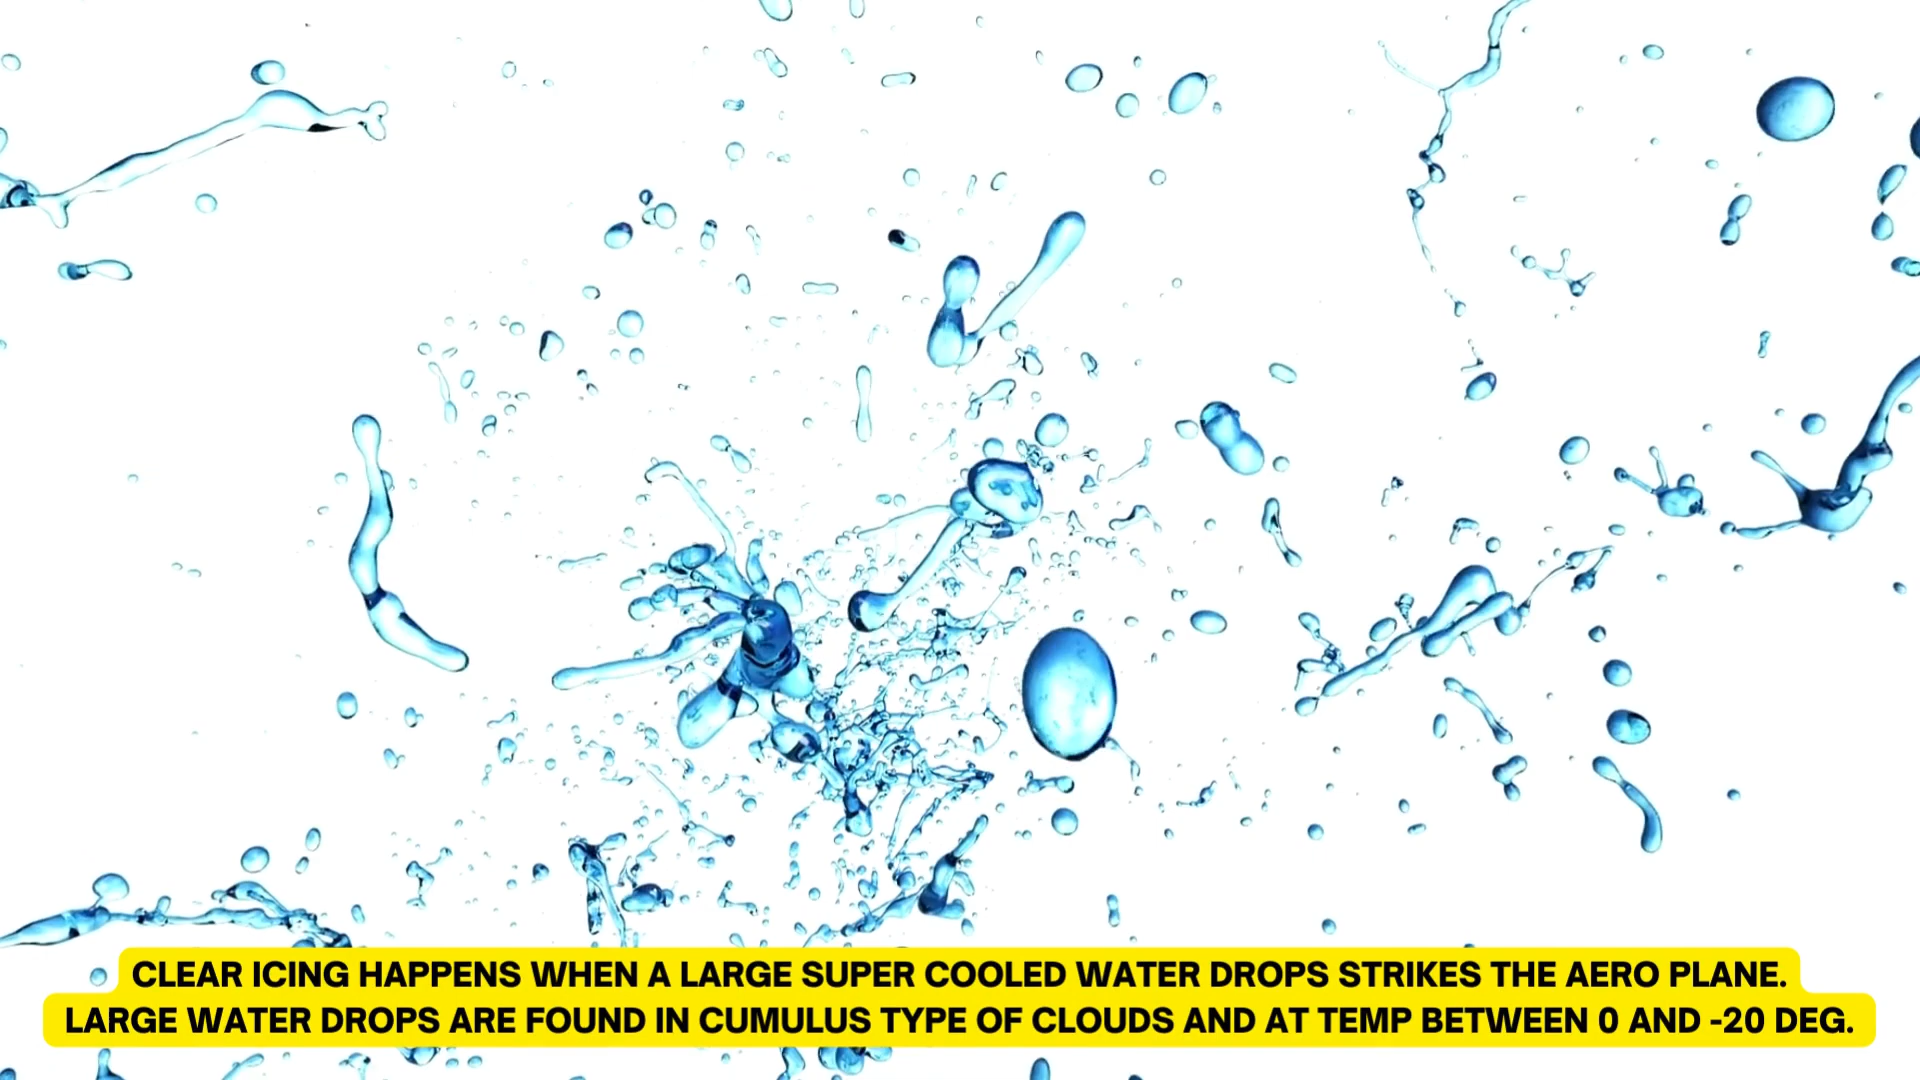 CLEAR ICING HAPPENS WHEN A LARGE SUPER COOLED WATER DROPS STRIKES THE AERO PLANE.
LARGE WATER DROPS ARE FOUND IN CUMULUS TYPE OF CLOUDS AND AT TEMP BETWEEN 0 AND -20 DEG.